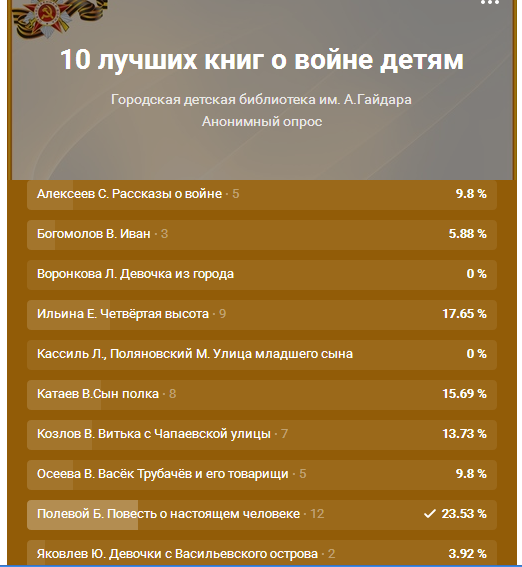 10 лучших книг о войне детям
Городская детская библиотека им. А.Гайдара
Анонимный опрос
Алексеев С. Рассказы о войне · 5 9.8 %
Богомолов В. Иван · 3 5.88 %
Воронкова Л. Девочка из города 0 %
Ильина Е. Четвёртая высота · 9 17.65 %
Кассиль Л., Поляновский М. Улица младшего сына 0 %
Катаев В.Сын полка · 8 15.69 %
Козлов В. Витька с Чапаевской улицы · 7 13.73 %
Осеева В. Васёк Трубачёв и его товарищи · 5 9.8 %
Полевой Б. Повесть о настоящем человеке · 12 23.53 %
Яковлев Ю. Девочки с Васильевского острова · 2 3.92 %